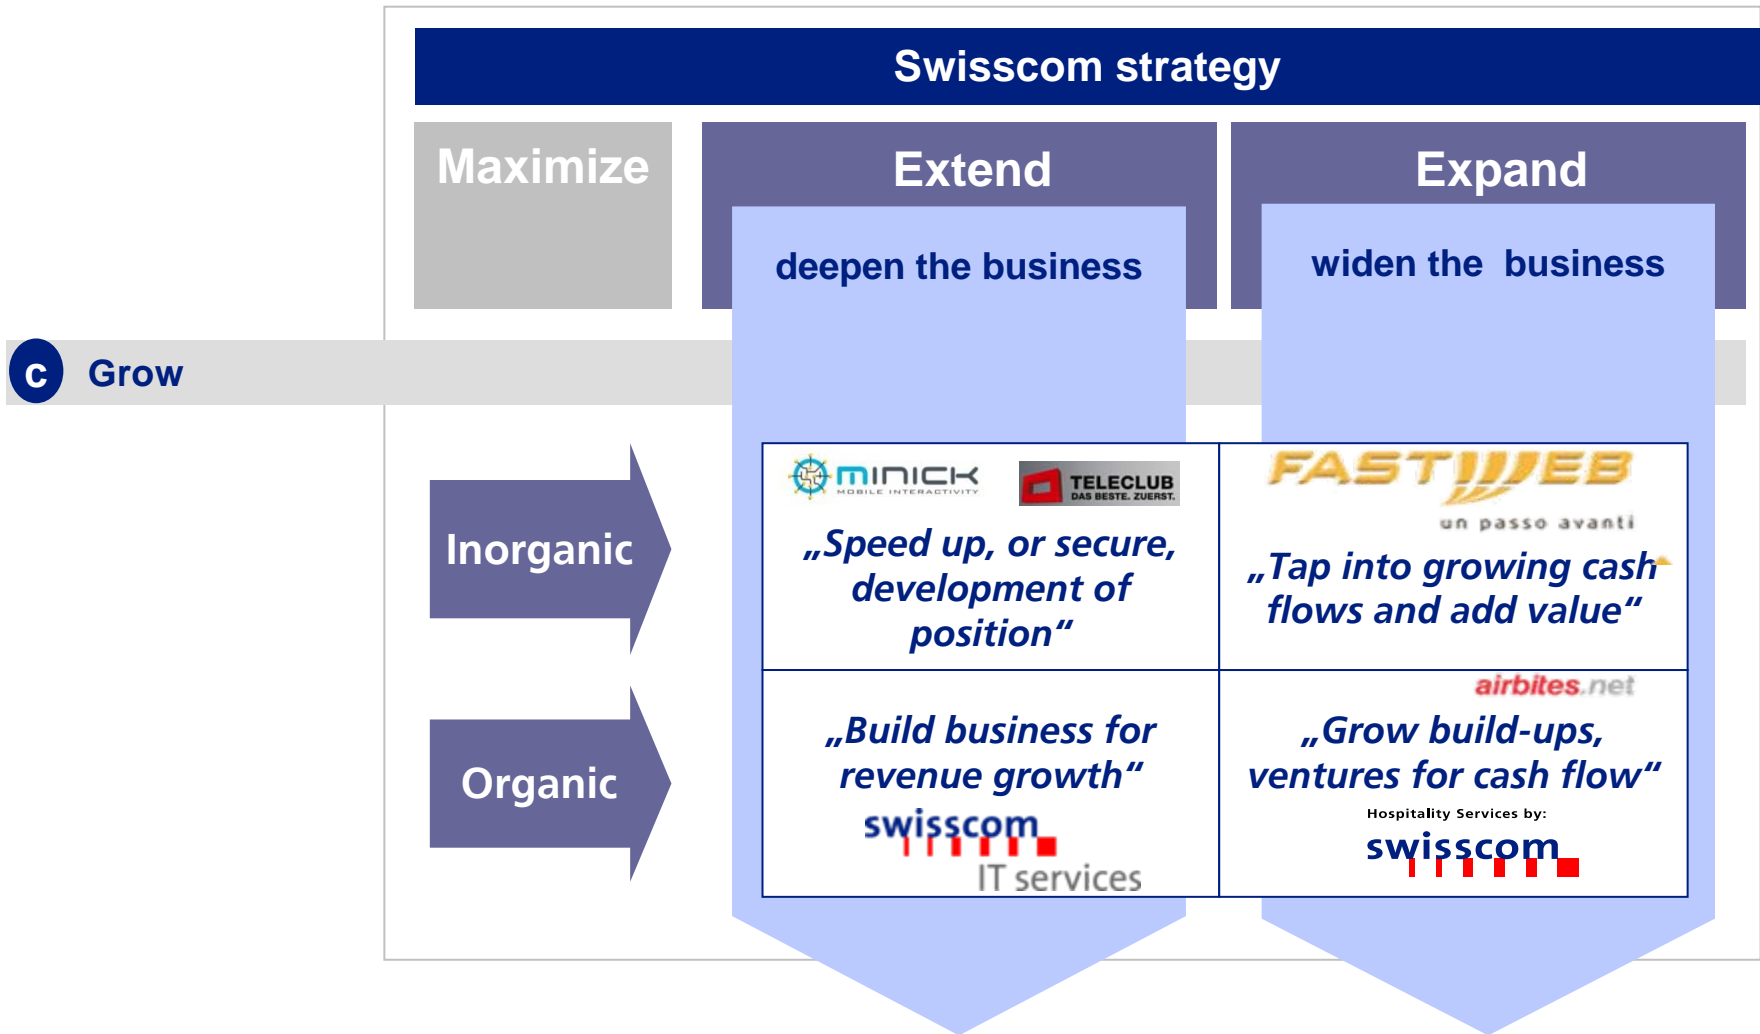 Swisscom strategy
Maximize
Extend
Expand
deepen the business
widen the  business
c Grow
Inorganic
MINICK
MOBILE INTERACTIVITY
TELECLUB
DAS BESTE. ZUERST.
„Speed up, or secure,
development of
position“
FASTWEB
un passo avanti
„Tap into growing cash
flows and add value“
Organic
„Build business for
revenue growth“
swisscom
IT services
airbites.net
„Grow build-ups,
ventures for cash flow“
Hospitality Services by:
swisscom